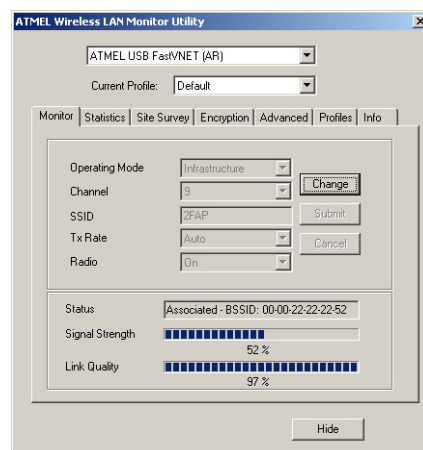 ATMEL Wireless LAN Monitor Utility
ATMEL USB FastVNET (AR)
Current Profile: Default
Monitor Statistics Site Survey Encryption Advanced Profiles Info
Operating Mode Infrastructure
Change
Channel 9
SSID 2FAP
Submit
Tx Rate Auto
Cancel
Radio On
Status Associated - BSSID: 00-00-22-22-22-52
Signal Strength
52 %
Link Quality
97 %
Hide